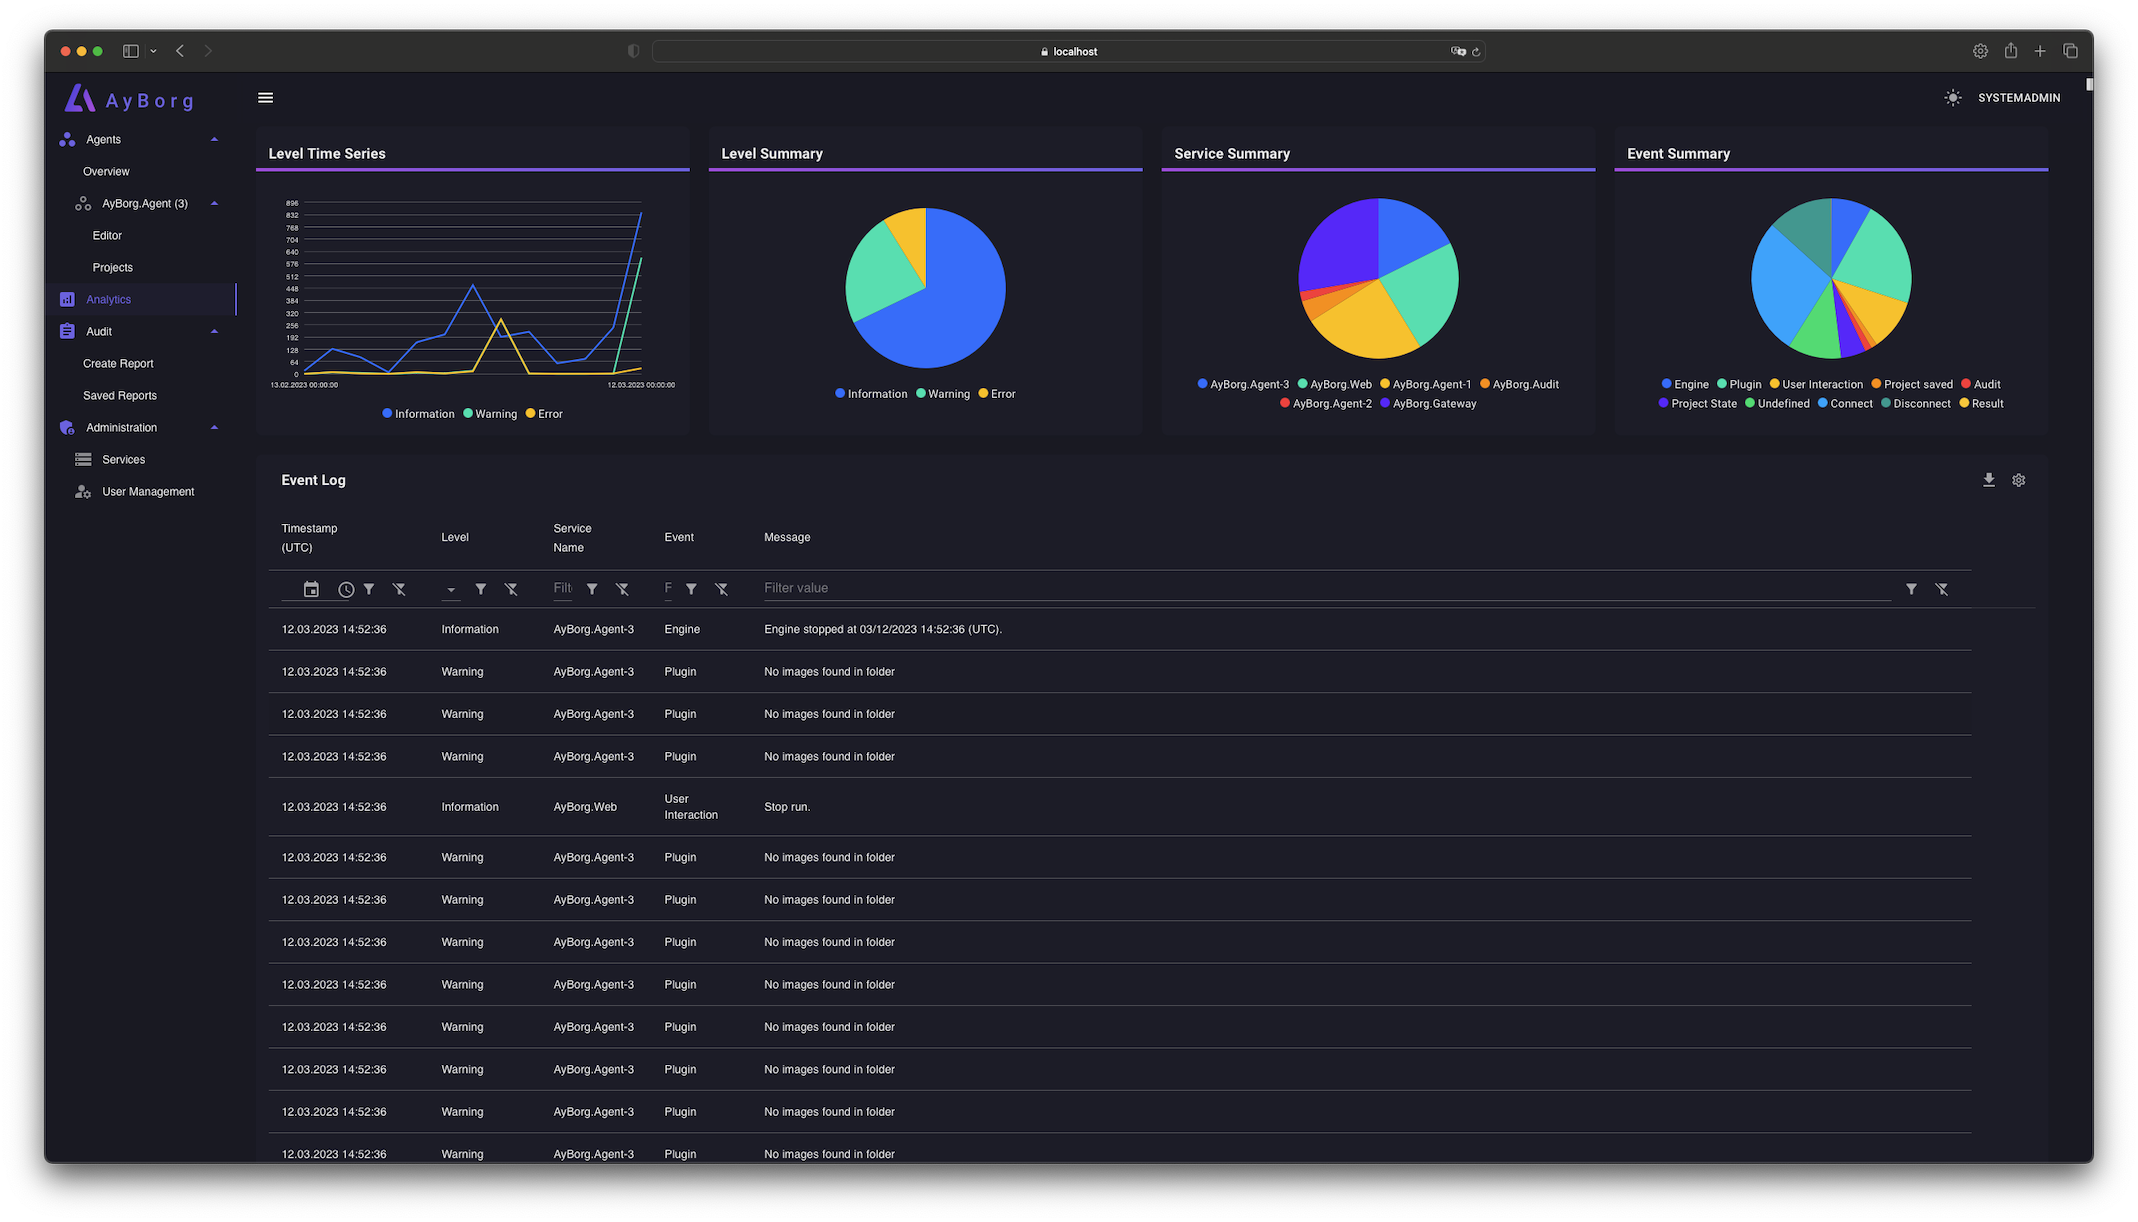 localhost
AyBorg
SYSTEMADMIN
Agents
Overview
AyBorg.Agent (3)
Editor
Projects
Analytics
Audit
Create Report
Saved Reports
Administration
Services
User Management
Level Time Series
896
832
768
704
640
576
512
448
384
320
256
192
128
64
0
13.02.2023 00:00:00 12.03.2023 00:00:00
Information Warning Error
Level Summary
Information Warning Error
Service Summary
AyBorg.Agent-3 AyBorg.Web AyBorg.Agent-1 AyBorg.Audit
AyBorg.Agent-2 AyBorg.Gateway
Event Summary
Engine Plugin User Interaction Project saved Audit
Project State Undefined Connect Disconnect Result
Event Log
Timestamp
(UTC)
Level
Service
Name
Event
Message
Filt F Filter value
12.03.2023 14:52:36 Information AyBorg.Agent-3 Engine Engine stopped at 03/12/2023 14:52:36 (UTC).
12.03.2023 14:52:36 Warning AyBorg.Agent-3 Plugin No images found in folder
12.03.2023 14:52:36 Warning AyBorg.Agent-3 Plugin No images found in folder
12.03.2023 14:52:36 Warning AyBorg.Agent-3 Plugin No images found in folder
12.03.2023 14:52:36 Information AyBorg.Web User Interaction Stop run.
12.03.2023 14:52:36 Warning AyBorg.Agent-3 Plugin No images found in folder
12.03.2023 14:52:36 Warning AyBorg.Agent-3 Plugin No images found in folder
12.03.2023 14:52:36 Warning AyBorg.Agent-3 Plugin No images found in folder
12.03.2023 14:52:36 Warning AyBorg.Agent-3 Plugin No images found in folder
12.03.2023 14:52:36 Warning AyBorg.Agent-3 Plugin No images found in folder
12.03.2023 14:52:36 Warning AyBorg.Agent-3 Plugin No images found in folder
12.03.2023 14:52:36 Warning AyBorg.Agent-3 Plugin No images found in folder
12.03.2023 14:52:36 Warning AyBorg.Agent-3 Plugin No images found in folder